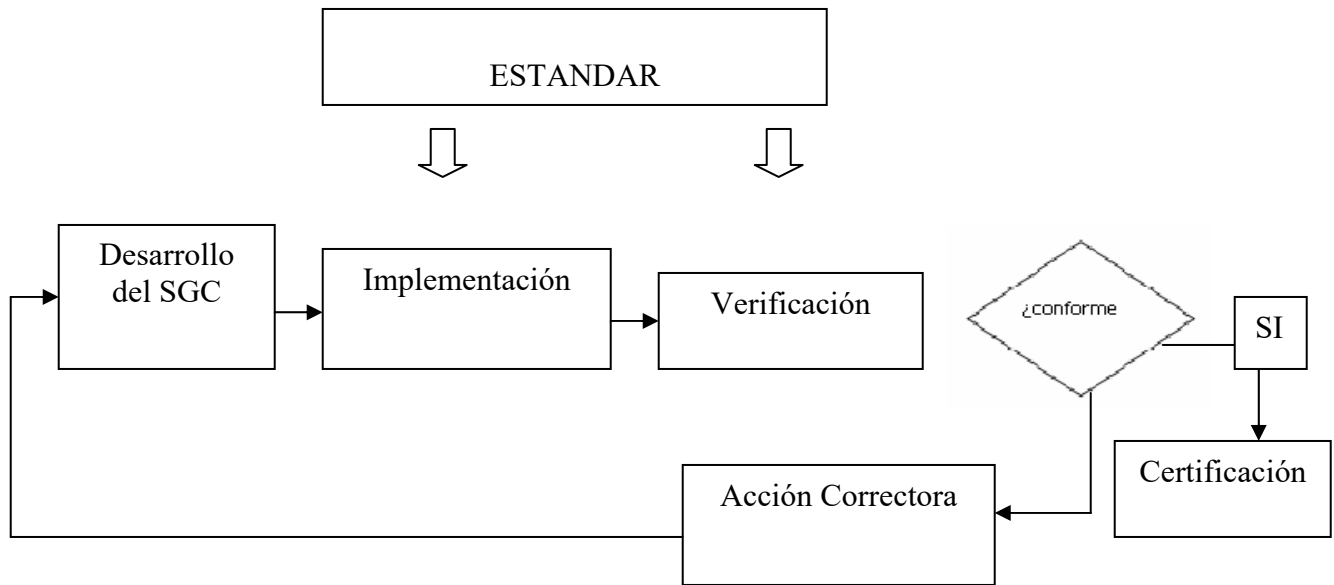 ESTANDAR
Desarrollo
del SGC
Implementación
Verificación
¿conforme
SI
Acción Correctora
Certificación